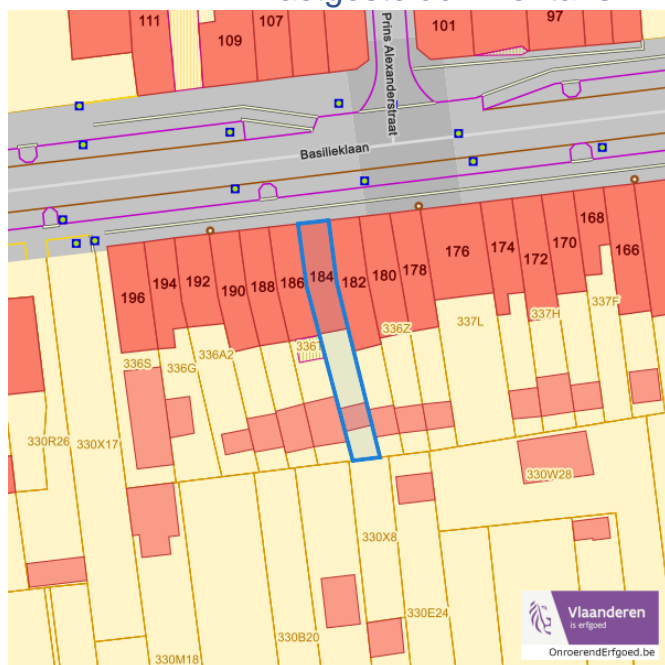 111
109
107
101
97
Prins Alexanderstraat
Basilieklaan
196
194
192
190
188
186
184
182
180
178
176
174
172
170
168
166
336S
336G
336A2
336Z
337L
337H
337F
330R26
330X17
330W28
330X8
330E24
330B20
330M18
Vlaanderen
is erfgoed
OnroerendErfgoed.be